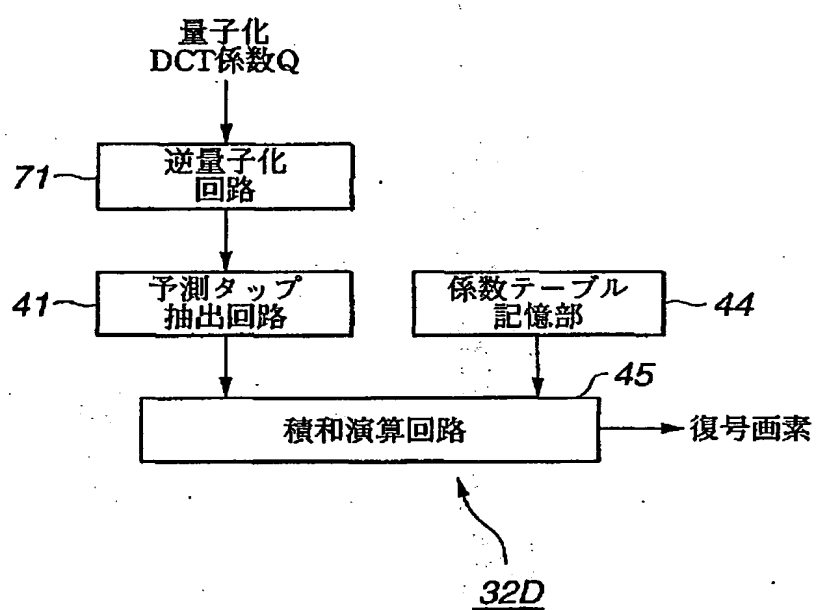 量子化
DCT係数Q
71
逆量子化
回路
41
予測タップ
抽出回路
係数テーブル
記憶部
44
45
積和演算回路
復号画素
32D